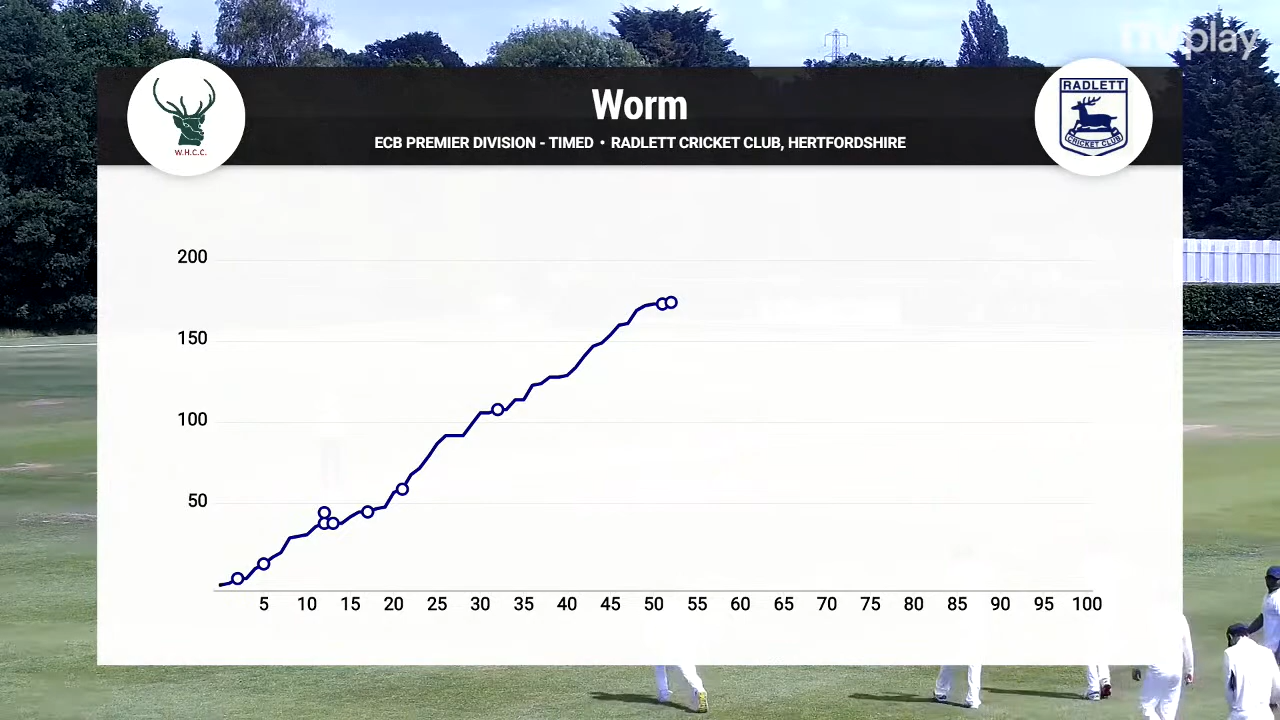 mvplay
Worm
ECB PREMIER DIVISION - TIMED • RADLETT CRICKET CLUB, HERTFORDSHIRE
W.H.C.C.
RADLETT
CRICKET CLUB
200
150
100
50
5 10 15 20 25 30 35 40 45 50 55 60 65 70 75 80 85 90 95 100